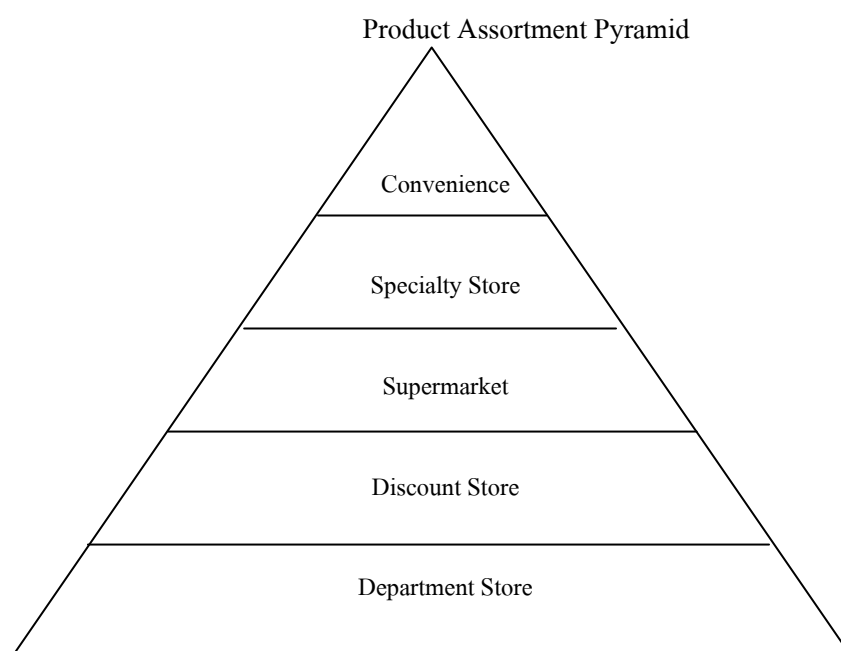 Product Assortment Pyramid
Convenience
Specialty Store
Supermarket
Discount Store
Department Store